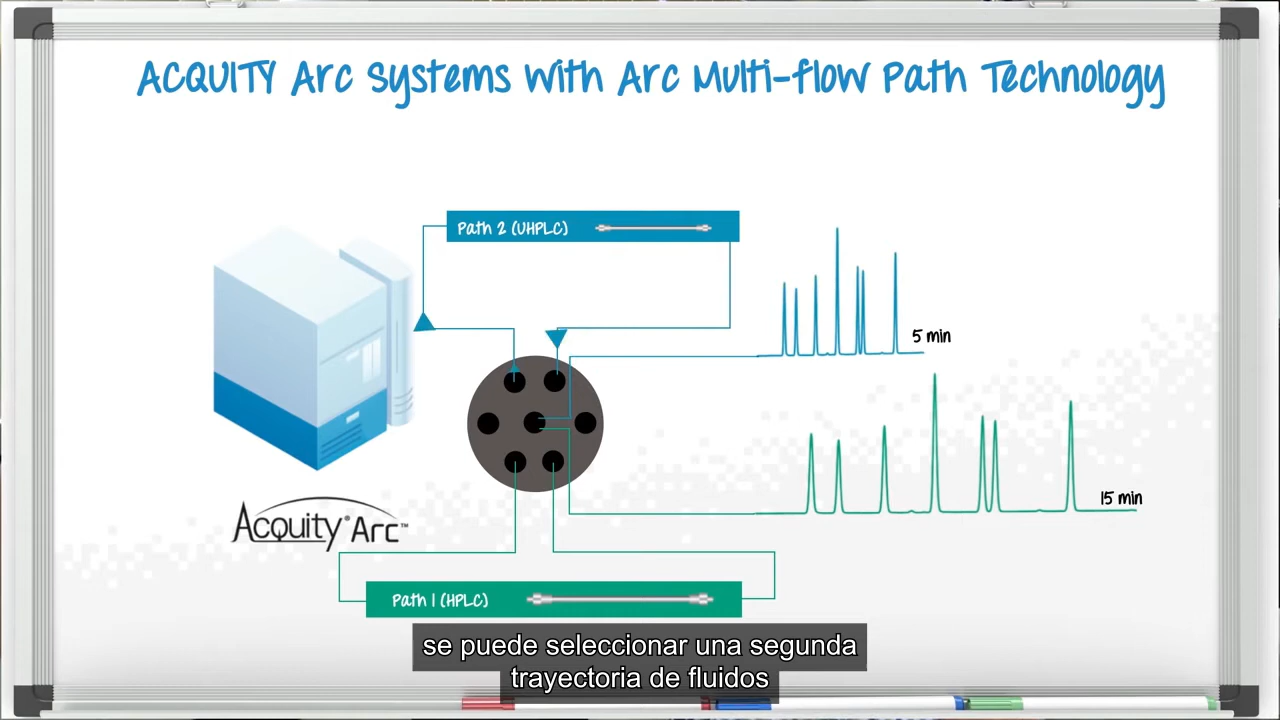 ACQUITY Arc Systems with Arc Multi-flow Path Technology
Path 2 (UHPLC)
5 min
15 min
Acquity® Arc™
Path 1 (HPLC)
se puede seleccionar una segunda
trayectoria de fluidos